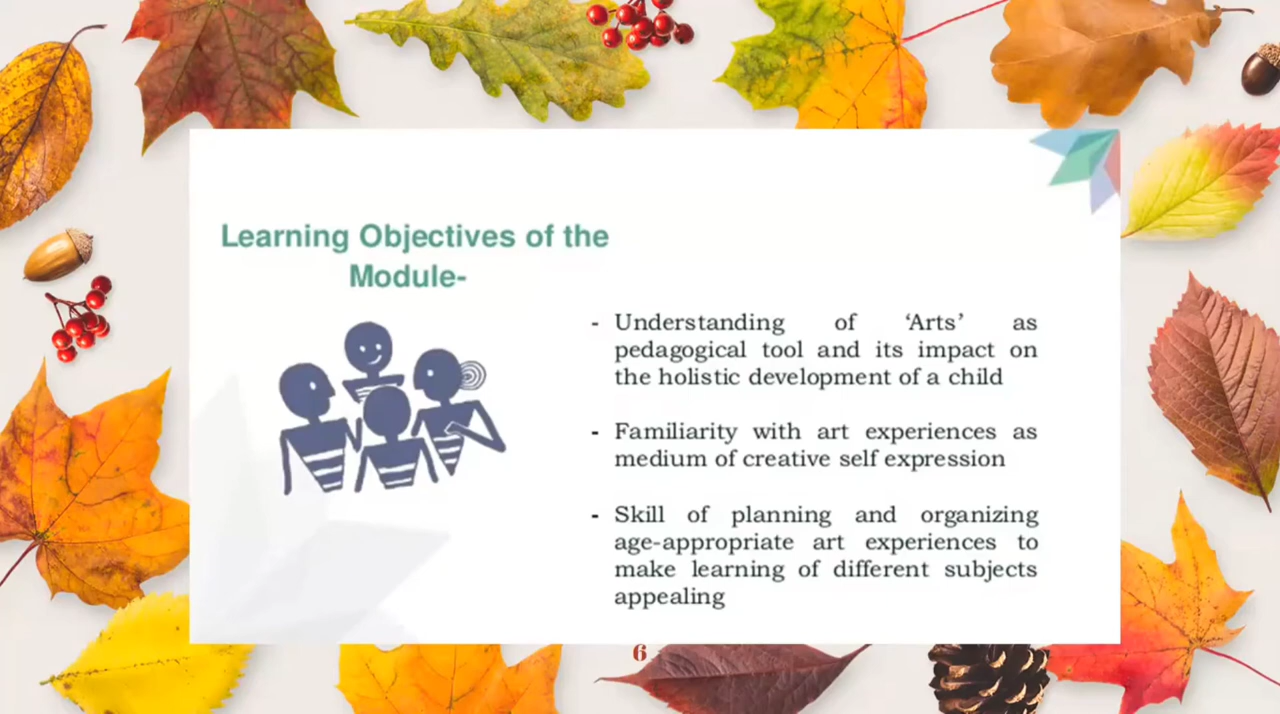 Learning Objectives of the
Module-
- Understanding of ‘Arts’ as
pedagogical tool and its impact on
the holistic development of a child
- Familiarity with art experiences as
medium of creative self expression
- Skill of planning and organizing
age-appropriate art experiences to
make learning of different subjects
appealing
6